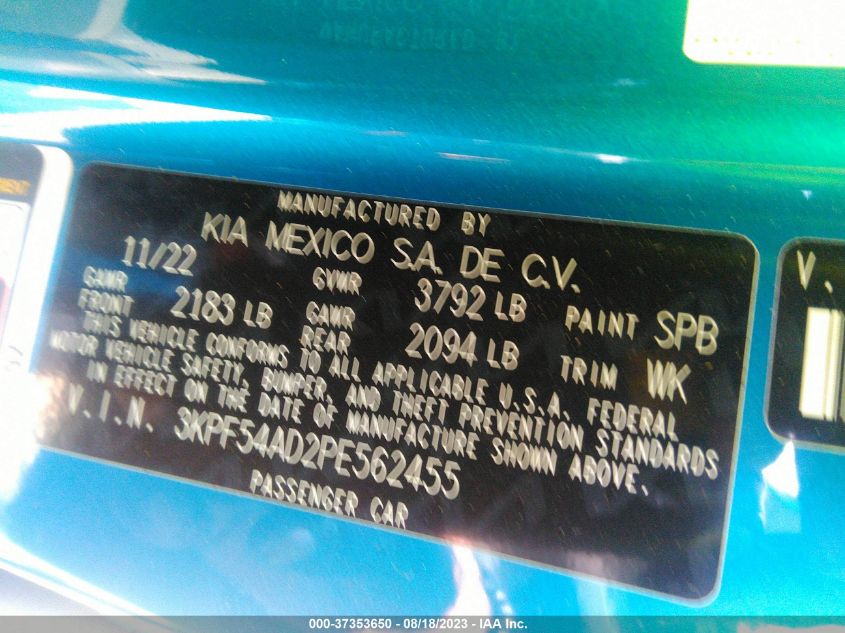 MANUFACTURED BY
KIA MEXICO S.A. DE C.V.
11/22 GVWR 3792 LB PAINT SPB
GAWR FRONT 2183 LB GAWR REAR 2094 LB TRIM WK
THIS VEHICLE CONFORMS TO ALL APPLICABLE U.S.A. FEDERAL
MOTOR VEHICLE SAFETY, BUMPER, AND THEFT PREVENTION STANDARDS
IN EFFECT ON THE DATE OF MANUFACTURE SHOWN ABOVE.
V.I.N. 3KPF54AD2PE562455
PASSENGER CAR
V.
000-37353650 - 08/18/2023 - IAA Inc.